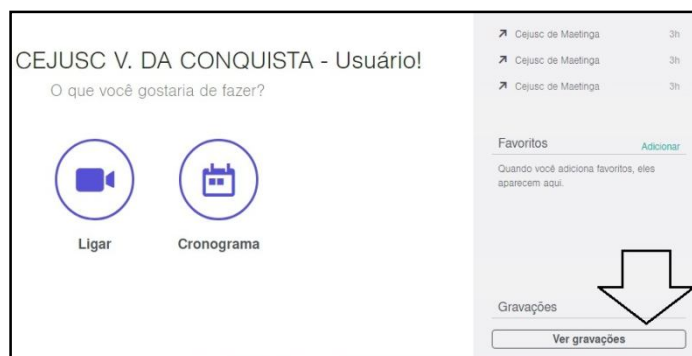 CEJUSC V. DA CONQUISTA - Usuário!
O que você gostaria de fazer?
Ligar
Cronograma
Cejusc de Maetinga 3h
Cejusc de Maetinga 3h
Cejusc de Maetinga 3h
Favoritos Adicionar
Quando você adiciona favoritos, eles
aparecem aqui.
Gravações
Ver gravações